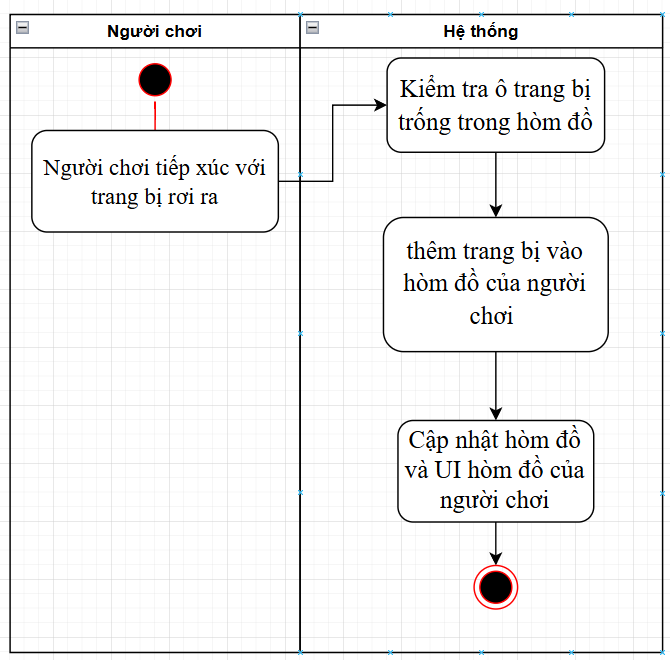 Người chơi
Hệ thống
Người chơi tiếp xúc với
trang bị rơi ra
Kiểm tra ô trang bị
trống trong hòm đồ
thêm trang bị vào
hòm đồ của người
chơi
Cập nhật hòm đồ
và UI hòm đồ của
người chơi